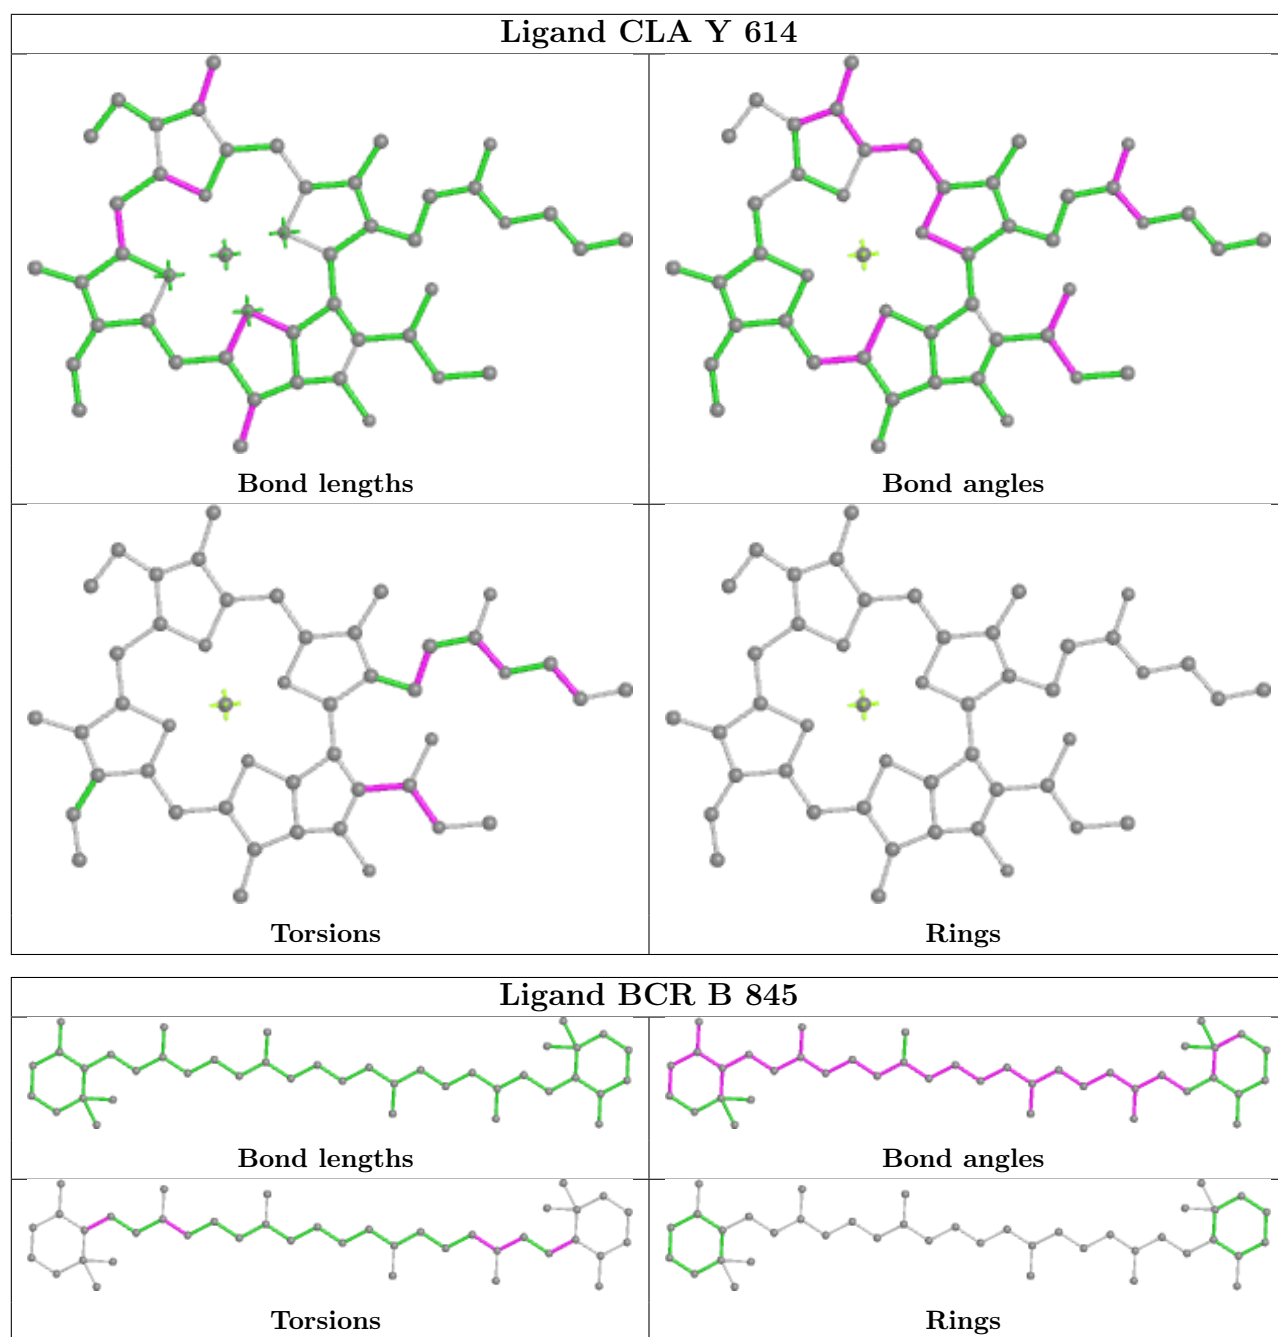 Ligand CLA Y 614
Bond lengths
Bond angles
Torsions
Rings
Ligand BCR B 845
Bond lengths
Bond angles
Torsions
Rings